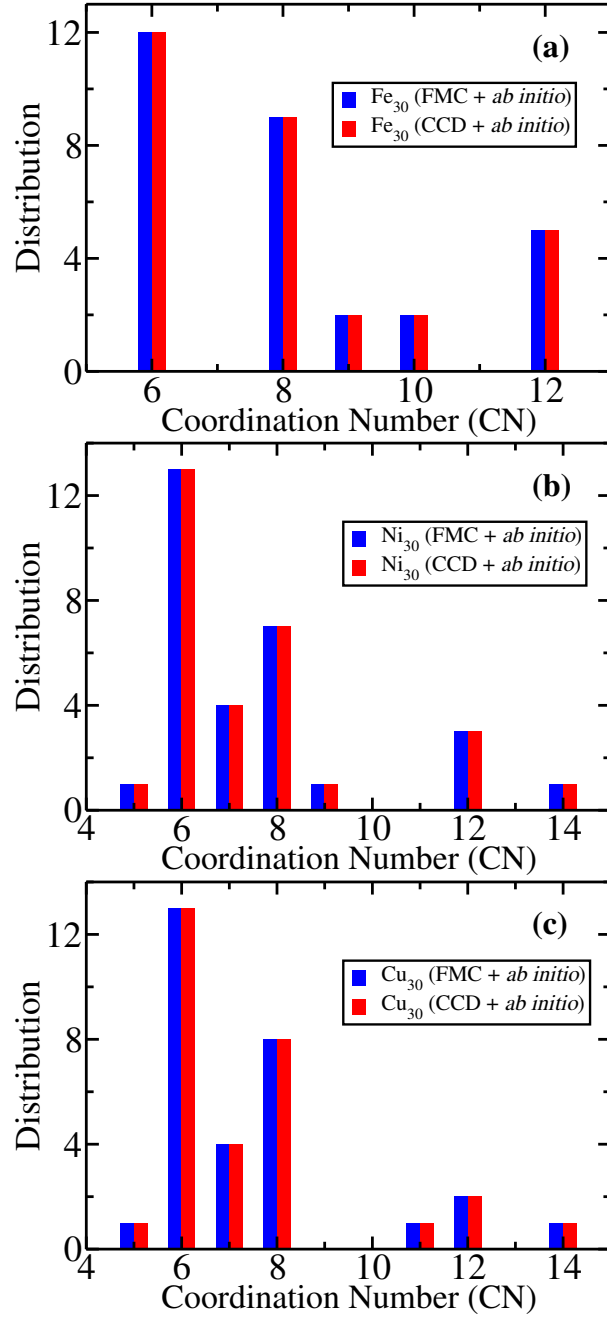 12
(a)
Fe30 (FMC + ab initio)
Fe30 (CCD + ab initio)
8
Distribution
4
0
6 8 10 12
Coordination Number (CN)
12
(b)
Ni30 (FMC + ab initio)
Ni30 (CCD + ab initio)
8
Distribution
4
0
4 6 8 10 12 14
Coordination Number (CN)
12
(c)
Cu30 (FMC + ab initio)
Cu30 (CCD + ab initio)
8
Distribution
4
0
4 6 8 10 12 14
Coordination Number (CN)